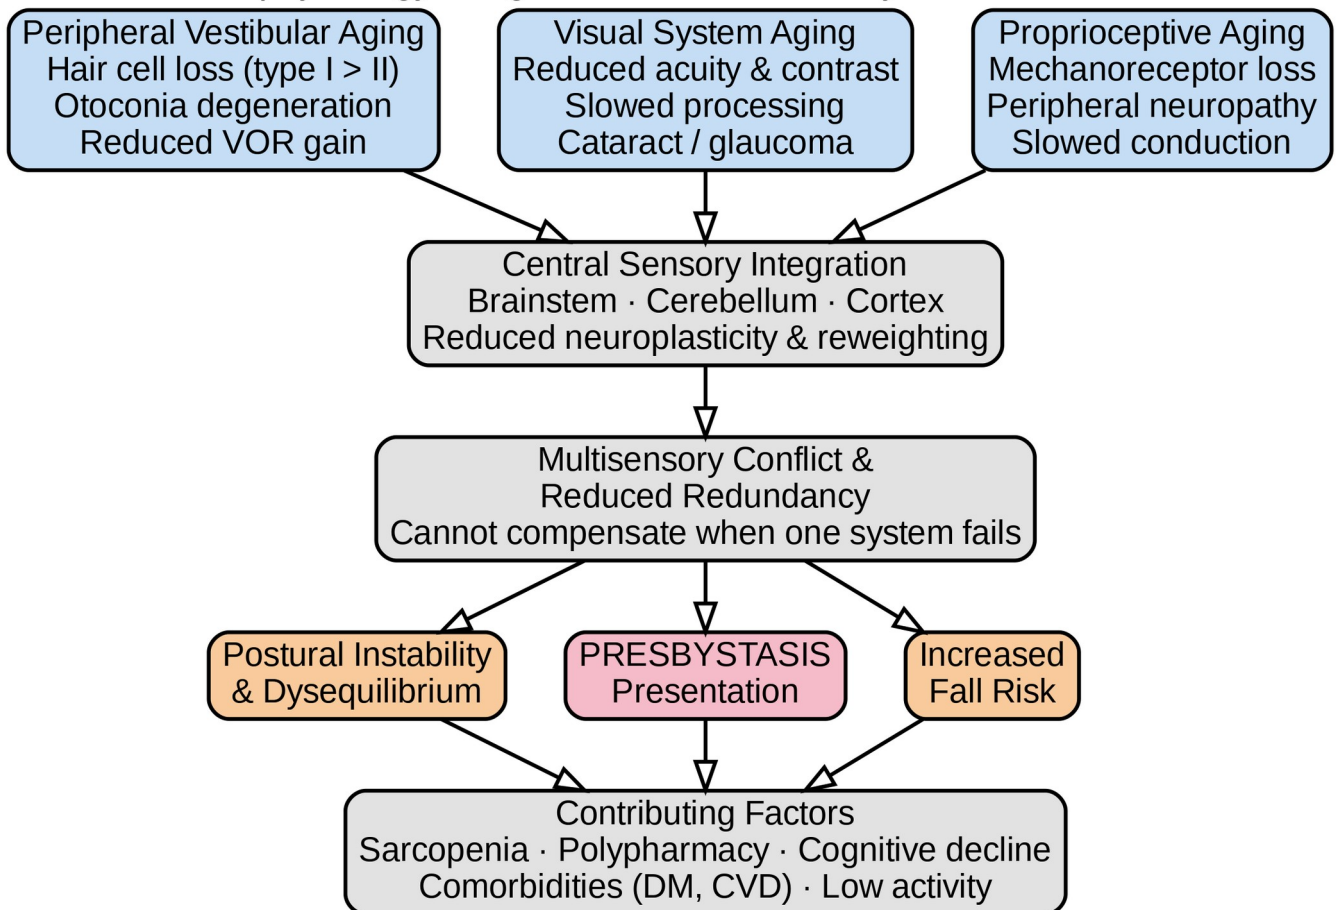 Peripheral Vestibular Aging
Hair cell loss (type I > II)
Otoconia degeneration
Reduced VOR gain
Visual System Aging
Reduced acuity & contrast
Slowed processing
Cataract / glaucoma
Proprioceptive Aging
Mechanoreceptor loss
Peripheral neuropathy
Slowed conduction
Central Sensory Integration
Brainstem · Cerebellum · Cortex
Reduced neuroplasticity & reweighting
Multisensory Conflict &
Reduced Redundancy
Cannot compensate when one system fails
Postural Instability
& Dysequilibrium
PRESBYSTASIS
Presentation
Increased
Fall Risk
Contributing Factors
Sarcopenia · Polypharmacy · Cognitive decline
Comorbidities (DM, CVD) · Low activity